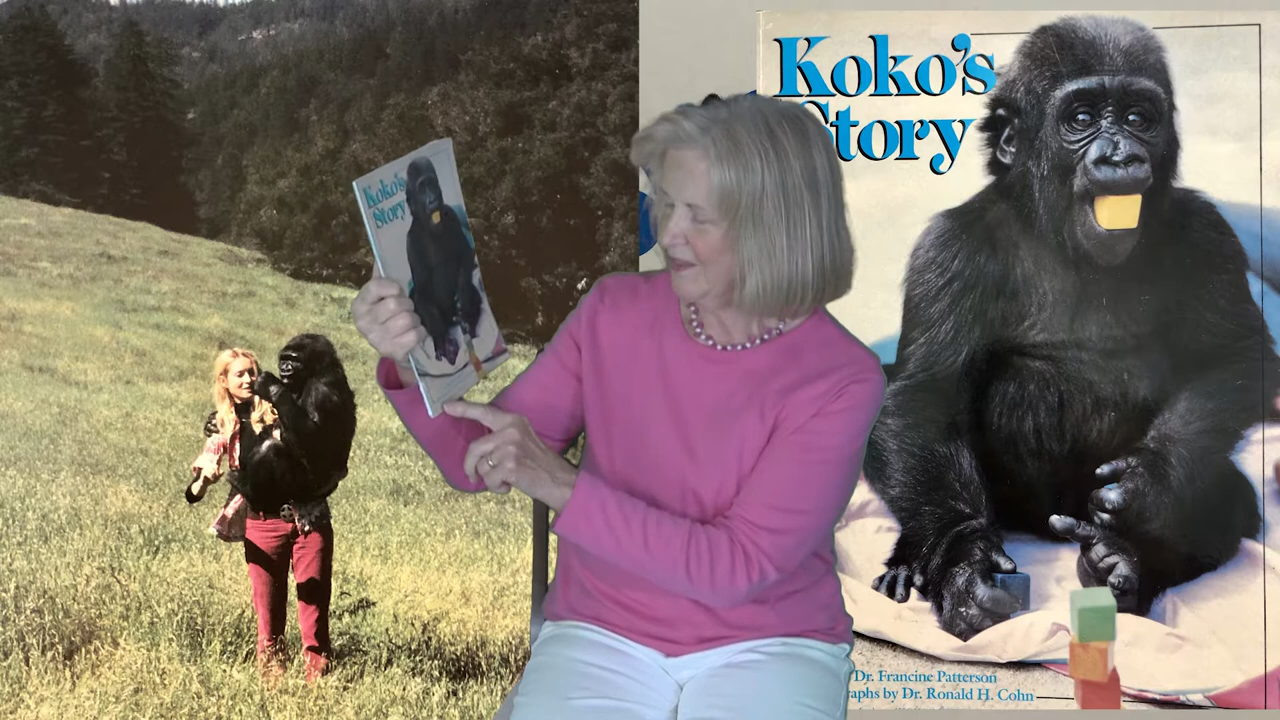 Koko's
Story
Koko's
Story
Dr. Francine Patterson
Dr. Ronald H. Cohn